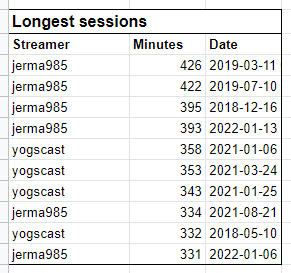 Longest sessions
Streamer Minutes Date
jerma985 426 2019-03-11
jerma985 422 2019-07-10
jerma985 395 2018-12-16
jerma985 393 2022-01-13
yogscast 358 2021-01-06
yogscast 353 2021-03-24
yogscast 343 2021-01-25
jerma985 334 2021-08-21
yogscast 332 2018-05-10
jerma985 331 2022-01-06